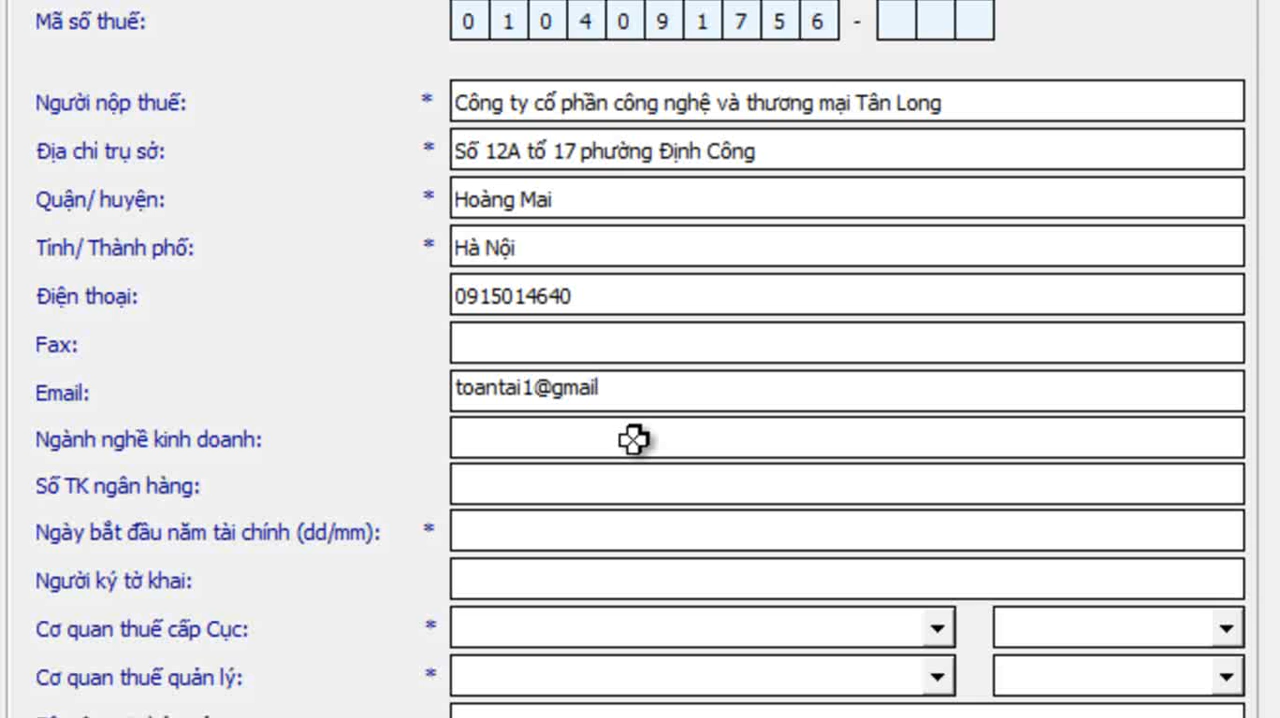 Mã số thuế: 0 1 0 4 0 9 1 7 5 6 -
Người nộp thuế: * Công ty cổ phần công nghệ và thương mại Tân Long
Địa chỉ trụ sở: * Số 12A tổ 17 phường Định Công
Quận/ huyện: * Hoàng Mai
Tỉnh/ Thành phố: * Hà Nội
Điện thoại: 0915014640
Fax:
Email: toantai1@gmail
Ngành nghề kinh doanh:
Số TK ngân hàng:
Ngày bắt đầu năm tài chính (dd/mm): *
Người ký tờ khai:
Cơ quan thuế cấp Cục: *
Cơ quan thuế quản lý: *